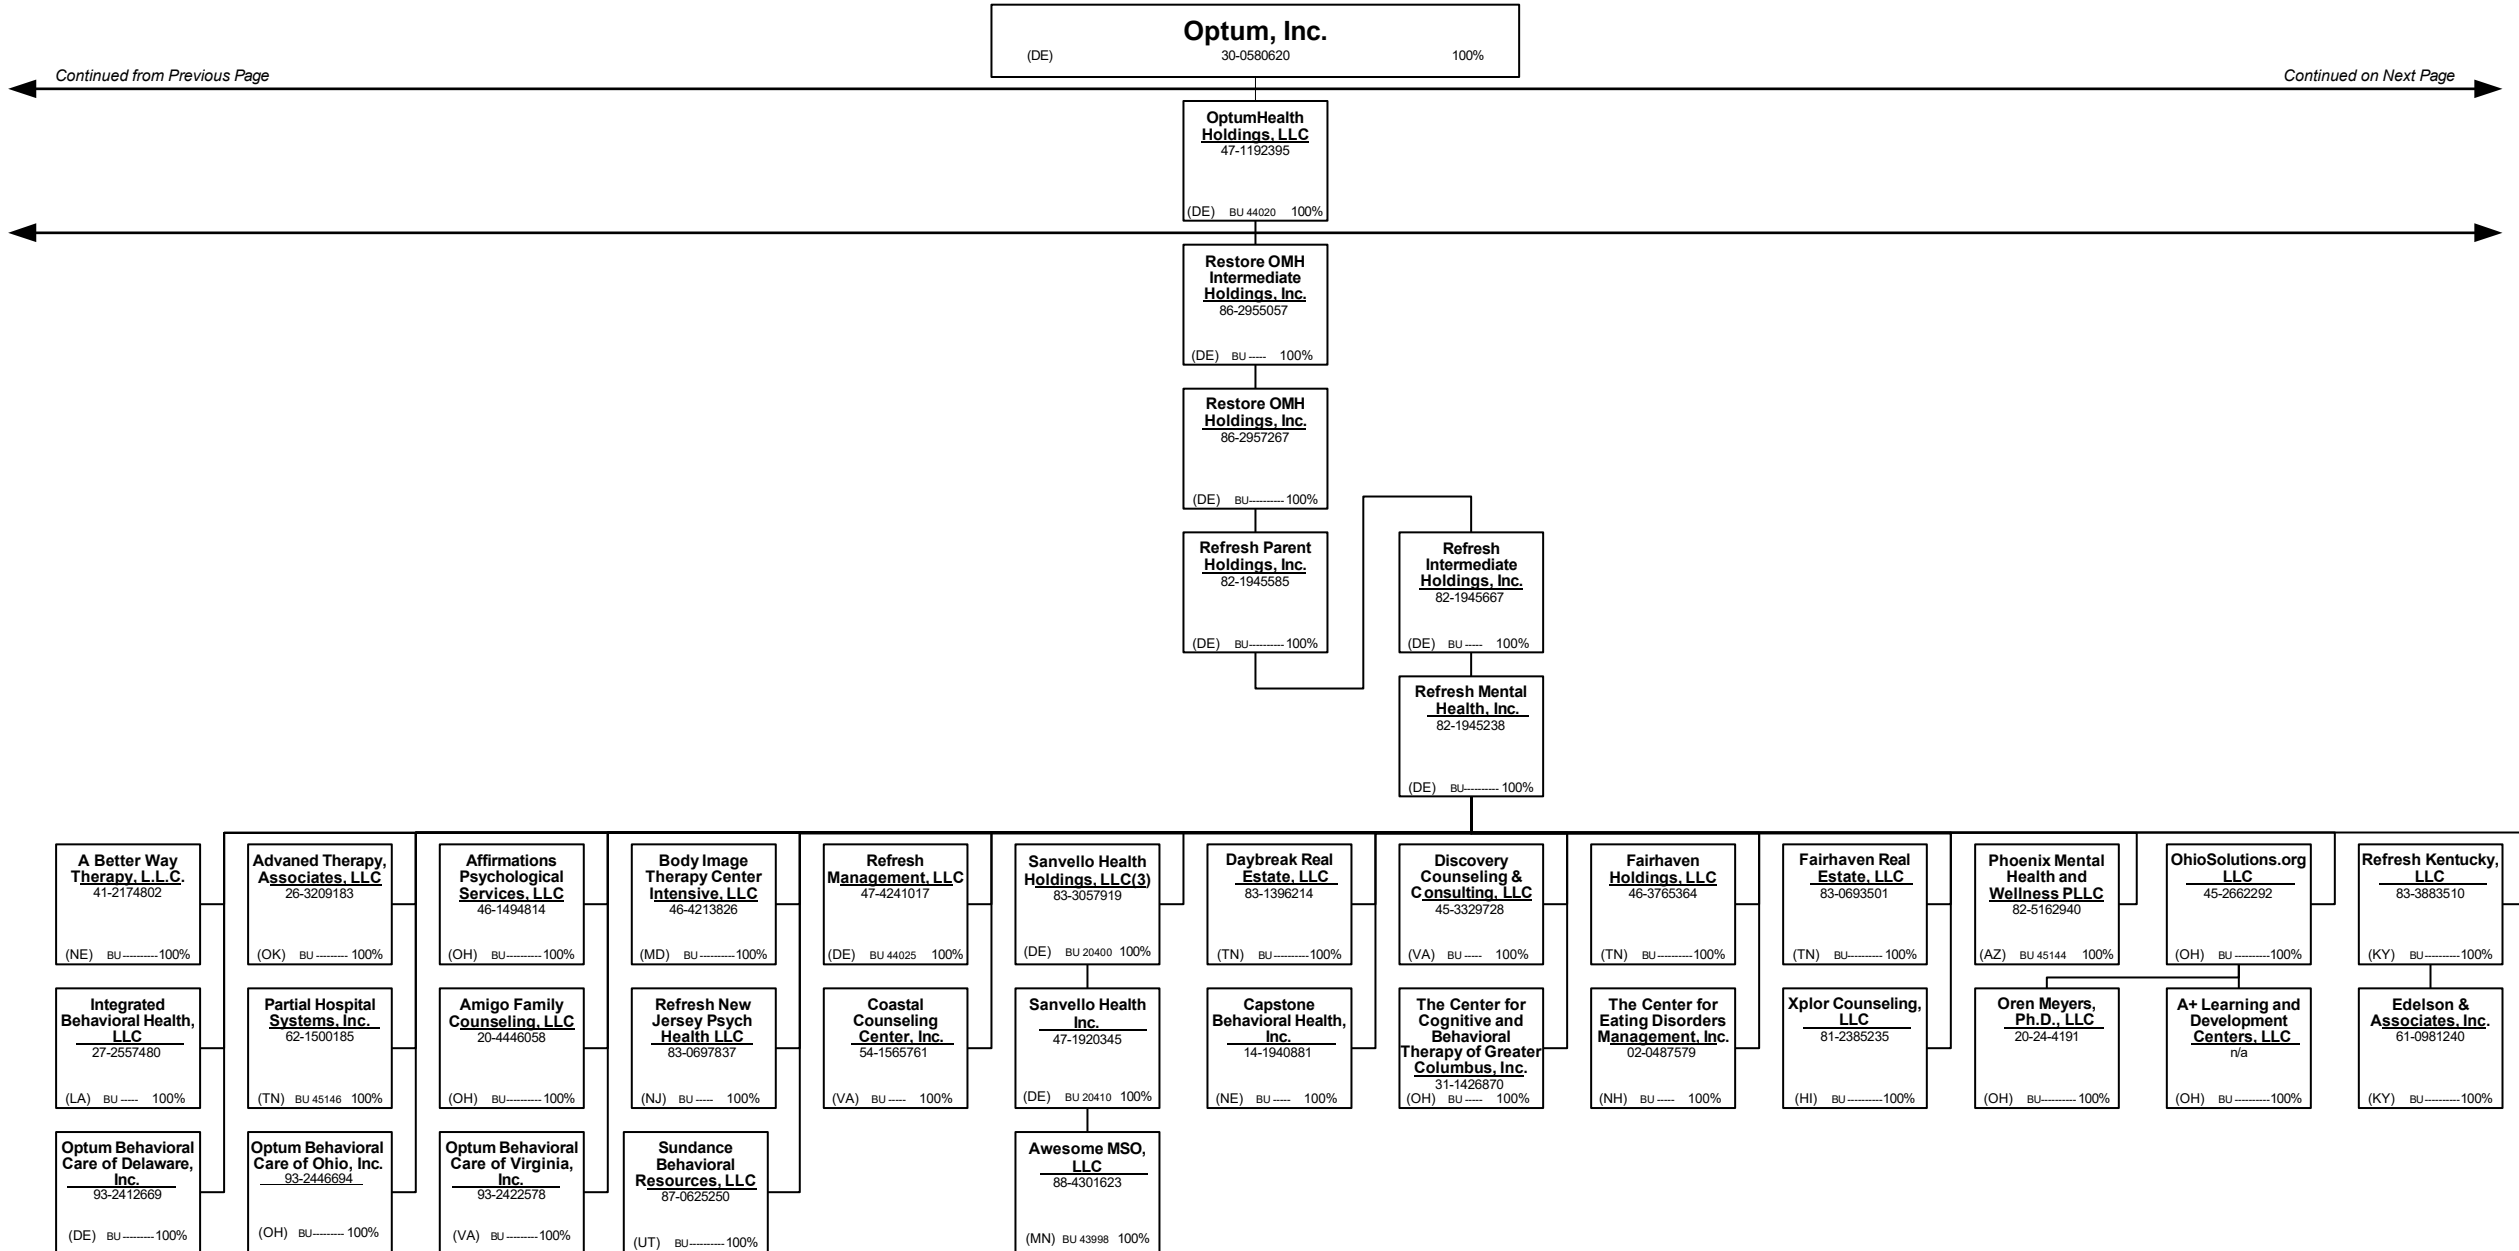 Optum, Inc.
(DE) 30-0580620 100%
Continued from Previous Page
Continued on Next Page
OptumHealth
Holdings, LLC
47-1192395
(DE) BU 44020 100%
Restore OMH
Intermediate
Holdings, Inc.
86-2955057
(DE) BU ----- 100%
Restore OMH
Holdings, Inc.
86-2957267
(DE) BU---------- 100%
Refresh Parent
Holdings, Inc.
82-1945585
(DE) BU---------- 100%
Refresh
Intermediate
Holdings, Inc.
82-1945667
(DE) BU ----- 100%
Refresh Mental
Health, Inc.
82-1945238
(DE) BU---------- 100%
A Better Way
Therapy, L.L.C.
41-2174802
(NE) BU----------100%
Advaned Therapy,
Associates, LLC
26-3209183
(OK) BU --------- 100%
Affirmations
Psychological
Services, LLC
46-1494814
(OH) BU----------100%
Body Image
Therapy Center
Intensive, LLC
46-4213826
(MD) BU----------100%
Refresh
Management, LLC
47-4241017
(DE) BU 44025 100%
Sanvello Health
Holdings, LLC(3)
83-3057919
(DE) BU 20400 100%
Daybreak Real
Estate, LLC
83-1396214
(TN) BU----------100%
Discovery
Counseling &
Consulting, LLC
45-3329728
(VA) BU ----- 100%
Fairhaven
Holdings, LLC
46-3765364
(TN) BU----------100%
Fairhaven Real
Estate, LLC
83-0693501
(TN) BU---------- 100%
Phoenix Mental
Health and
Wellness PLLC
82-5162940
(AZ) BU 45144 100%
OhioSolutions.org
LLC
45-2662292
(OH) BU ----------100%
Refresh Kentucky,
LLC
83-3883510
(KY) BU----------100%
Integrated
Behavioral Health,
LLC
27-2557480
(LA) BU ----- 100%
Partial Hospital
Systems, Inc.
62-1500185
(TN) BU 45146 100%
Amigo Family
Counseling, LLC
20-4446058
(OH) BU----------100%
Refresh New
Jersey Psych
Health LLC
83-0697837
(NJ) BU ----- 100%
Coastal
Counseling
Center, Inc.
54-1565761
(VA) BU ----- 100%
Sanvello Health
Inc.
47-1920345
(DE) BU 20410 100%
Capstone
Behavioral Health,
Inc.
14-1940881
(NE) BU ----- 100%
The Center for
Cognitive and
Behavioral
Therapy of Greater
Columbus, Inc.
31-1426870
(OH) BU ----- 100%
The Center for
Eating Disorders
Management, Inc.
02-0487579
(NH) BU ----- 100%
Xplor Counseling,
LLC
81-2385235
(HI) BU----------100%
Oren Meyers,
Ph.D., LLC
20-24-4191
(OH) BU---------- 100%
A+ Learning and
Development
Centers, LLC
n/a
(OH) BU ----------100%
Edelson &
Associates, Inc.
61-0981240
(KY) BU----------100%
Optum Behavioral
Care of Delaware,
Inc.
93-2412669
(DE) BU---------100%
Optum Behavioral
Care of Ohio, Inc.
93-2446694
(OH) BU--------- 100%
Optum Behavioral
Care of Virginia,
Inc.
93-2422578
(VA) BU ---------100%
Sundance
Behavioral
Resources, LLC
87-0625250
(UT) BU----------100%
Awesome MSO,
LLC
88-4301623
(MN) BU 43998 100%